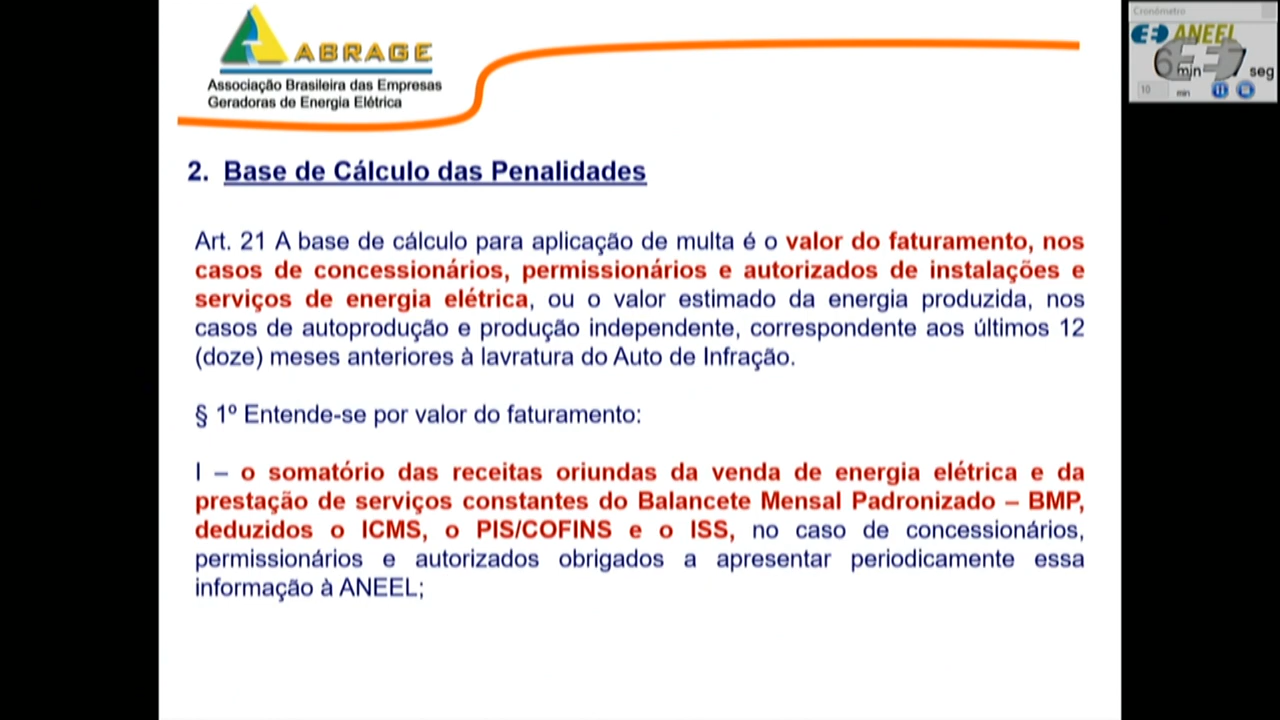 ABRAGE
Associação Brasileira das Empresas
Geradoras de Energia Elétrica
Cronômetro
ANEEL
min
seg
10
min
2. Base de Cálculo das Penalidades
Art. 21 A base de cálculo para aplicação de multa é o valor do faturamento, nos
casos de concessionários, permissionários e autorizados de instalações e
serviços de energia elétrica, ou o valor estimado da energia produzida, nos
casos de autoprodução e produção independente, correspondente aos últimos 12
(doze) meses anteriores à lavratura do Auto de Infração.
§ 1º Entende-se por valor do faturamento:
I – o somatório das receitas oriundas da venda de energia elétrica e da
prestação de serviços constantes do Balancete Mensal Padronizado – BMP,
deduzidos o ICMS, o PIS/COFINS e o ISS, no caso de concessionários,
permissionários e autorizados obrigados a apresentar periodicamente essa
informação à ANEEL;